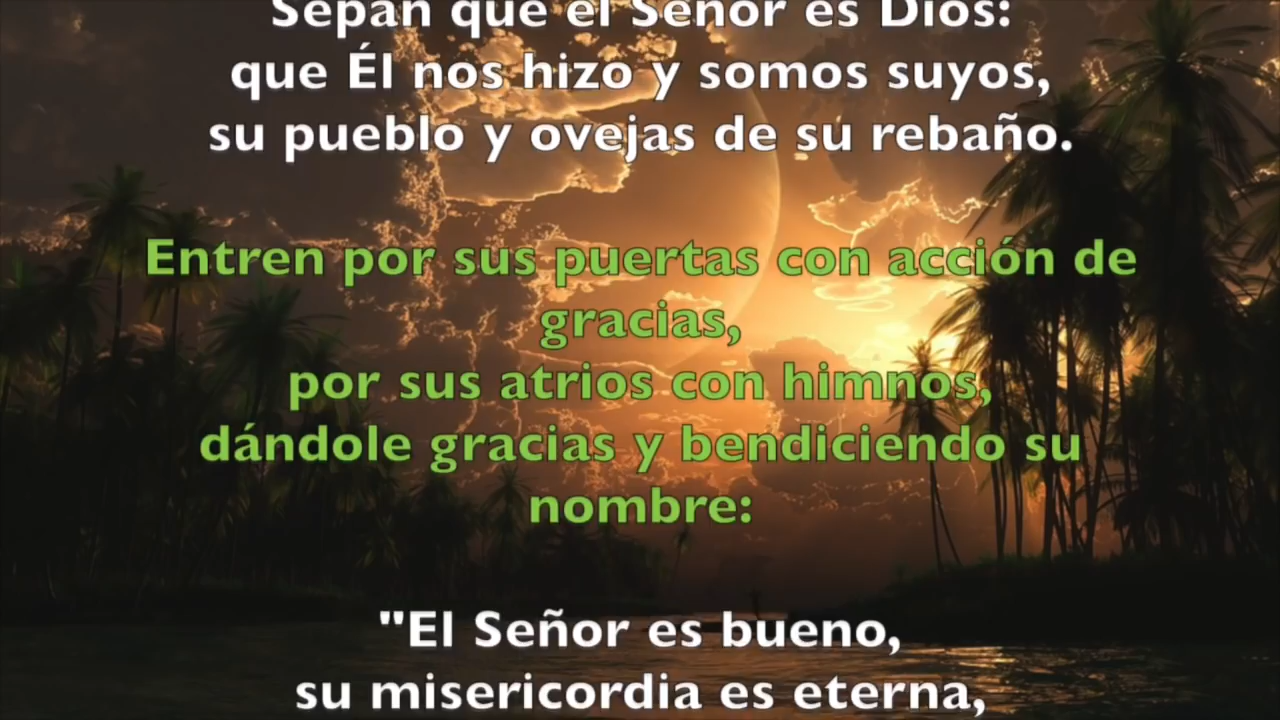 Sepan que el Señor es Dios:
que Él nos hizo y somos suyos,
su pueblo y ovejas de su rebaño.
Entren por sus puertas con acción de
gracias,
por sus atrios con himnos,
dándole gracias y bendiciendo su
nombre:
"El Señor es bueno,
su misericordia es eterna,